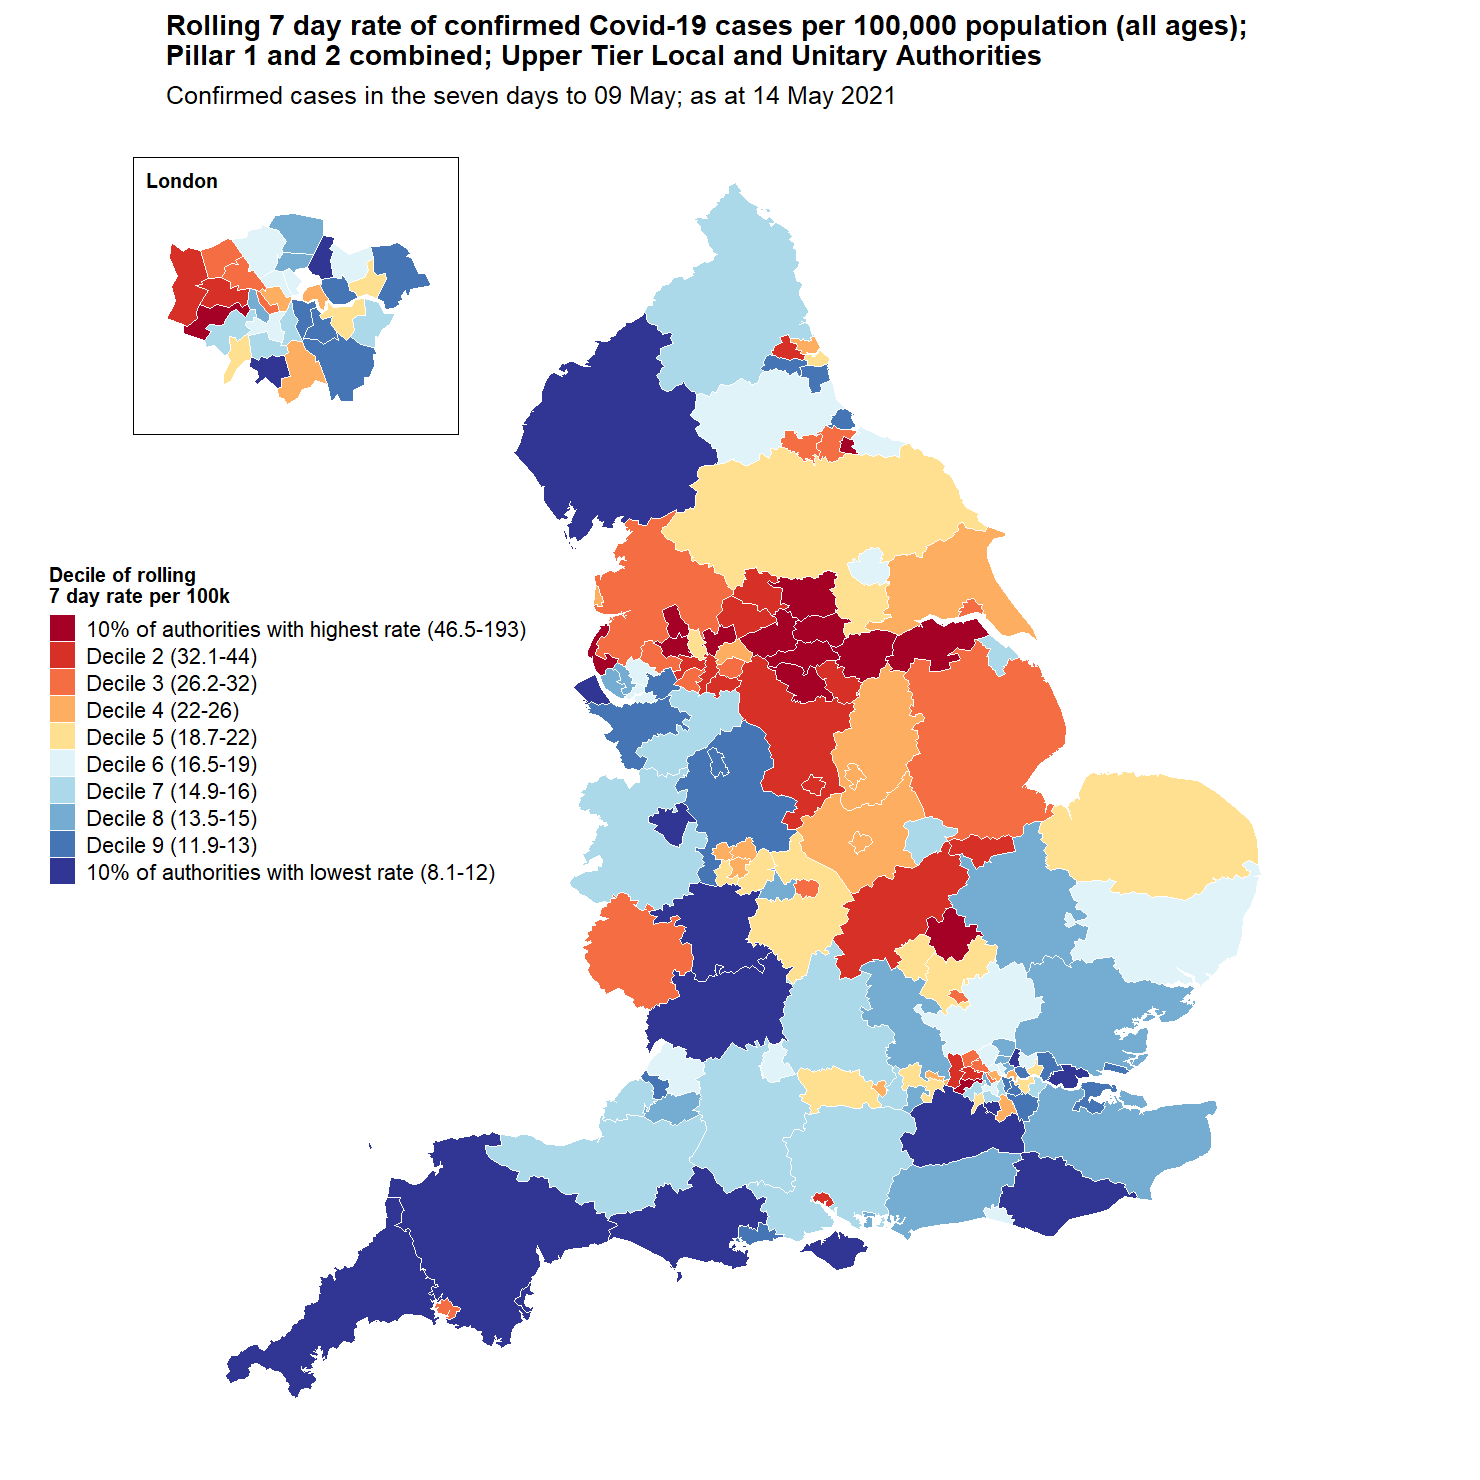 Rolling 7 day rate of confirmed Covid-19 cases per 100,000 population (all ages);
Pillar 1 and 2 combined; Upper Tier Local and Unitary Authorities
Confirmed cases in the seven days to 09 May; as at 14 May 2021
London
Decile of rolling
7 day rate per 100k
10% of authorities with highest rate (46.5-193)
Decile 2 (32.1-44)
Decile 3 (26.2-32)
Decile 4 (22-26)
Decile 5 (18.7-22)
Decile 6 (16.5-19)
Decile 7 (14.9-16)
Decile 8 (13.5-15)
Decile 9 (11.9-13)
10% of authorities with lowest rate (8.1-12)